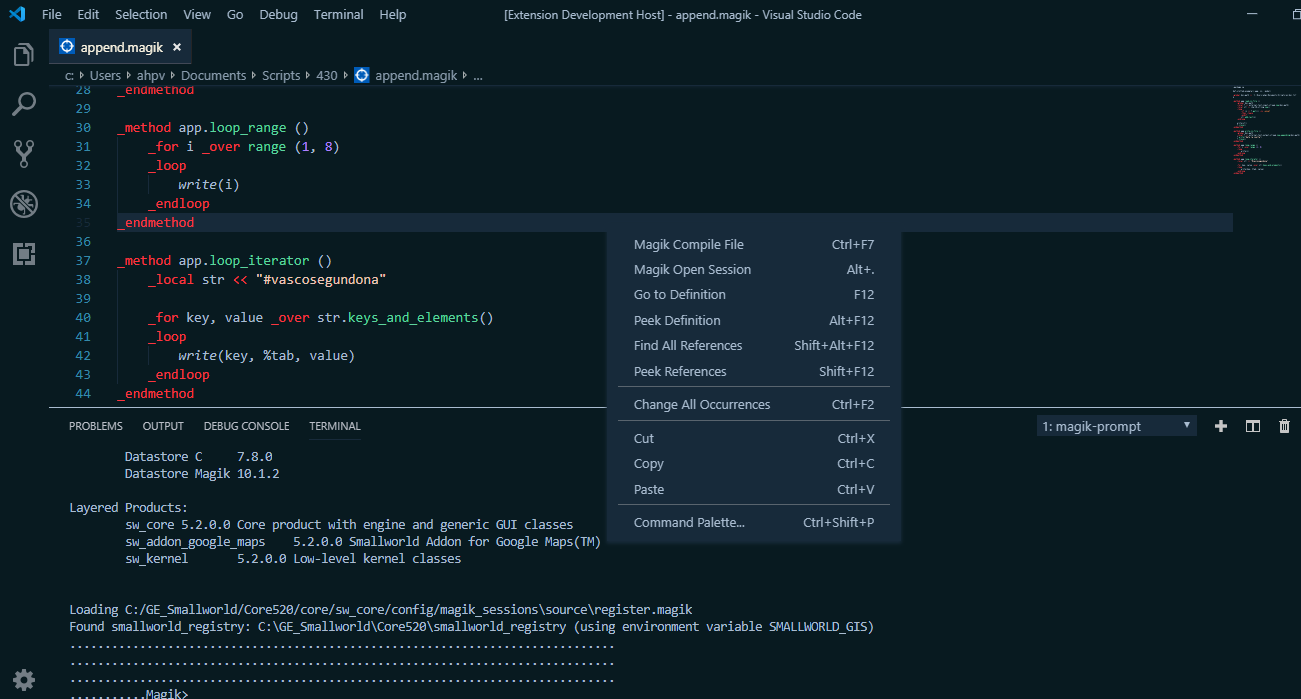 File Edit Selection View Go Debug Terminal Help [Extension Development Host] - append.magik - Visual Studio Code
append.magik ×
c: › Users › ahpv › Documents › Scripts › 430 › append.magik › ...
28 _endmethod
29
30 _method app.loop_range ()
31 _for i _over range (1, 8)
32 _loop
33 write(i)
34 _endloop
35 _endmethod
36
37 _method app.loop_iterator ()
38 _local str << "#vascosegundona"
39
40 _for key, value _over str.keys_and_elements()
41 _loop
42 write(key, %tab, value)
43 _endloop
44 _endmethod
Magik Compile File Ctrl+F7
Magik Open Session Alt+.
Go to Definition F12
Peek Definition Alt+F12
Find All References Shift+Alt+F12
Peek References Shift+F12
Change All Occurrences Ctrl+F2
Cut Ctrl+X
Copy Ctrl+C
Paste Ctrl+V
Command Palette... Ctrl+Shift+P
PROBLEMS OUTPUT DEBUG CONSOLE TERMINAL 1: magik-prompt
Datastore C 7.8.0
Datastore Magik 10.1.2
Layered Products:
sw_core 5.2.0.0 Core product with engine and generic GUI classes
sw_addon_google_maps 5.2.0.0 Smallworld Addon for Google Maps(TM)
sw_kernel 5.2.0.0 Low-level kernel classes
Loading C:/GE_Smallworld/Core520/core/sw_core/config/magik_sessions\source\register.magik
Found smallworld_registry: C:\GE_Smallworld\Core520\smallworld_registry (using environment variable SMALLWORLD_GIS)
......................................................................
......................................................................
......................................................................
..........Magik>